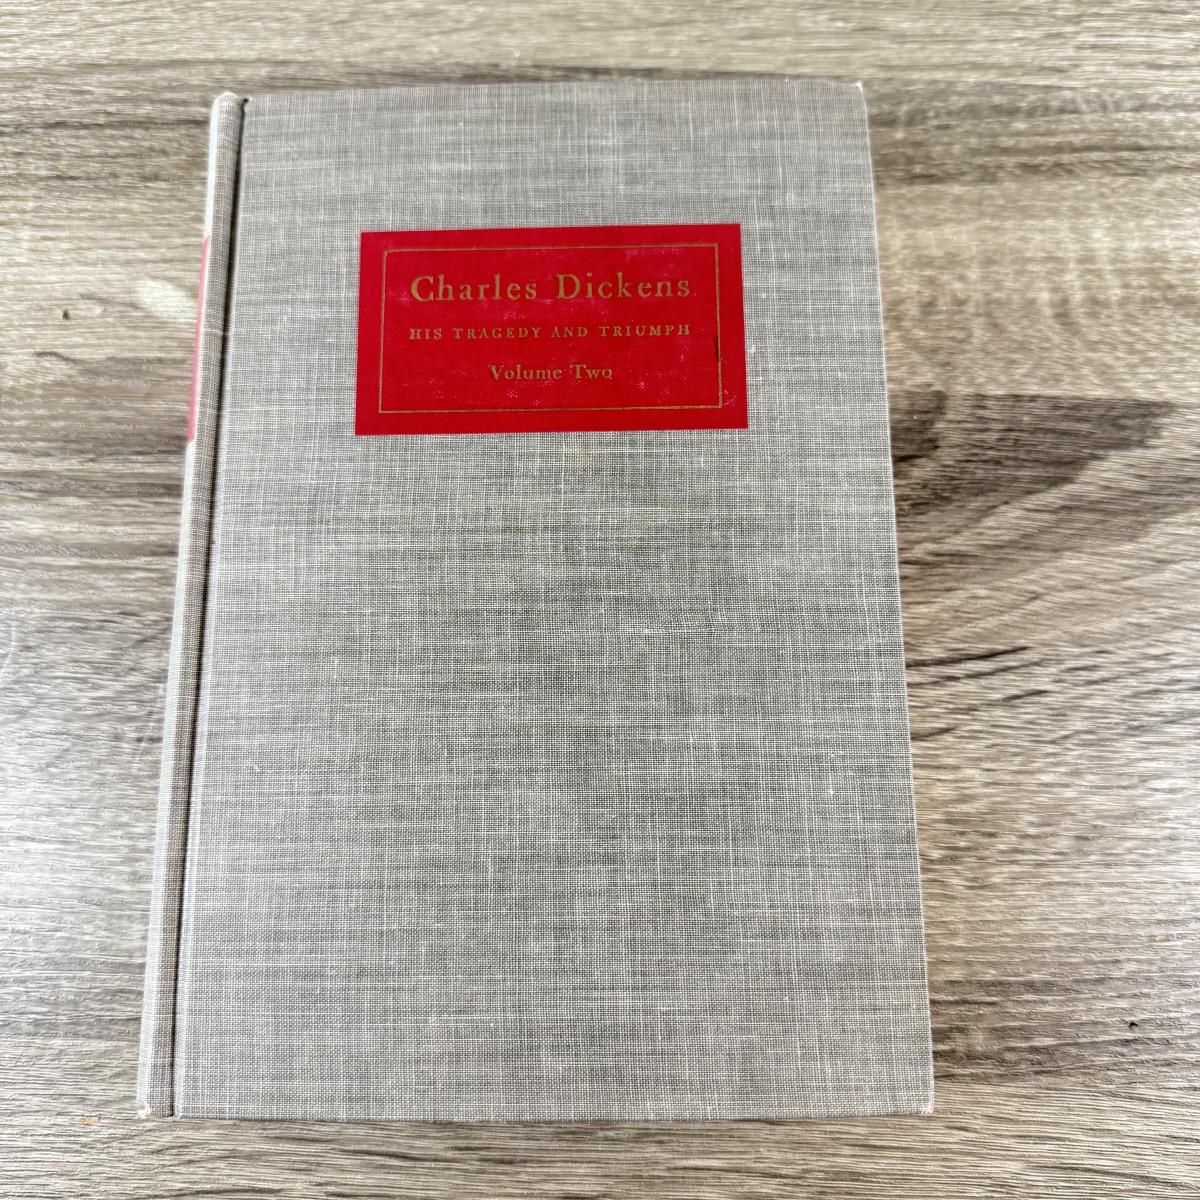 Charles Dickens
HIS TRAGEDY AND TRIUMPH
Volume Two